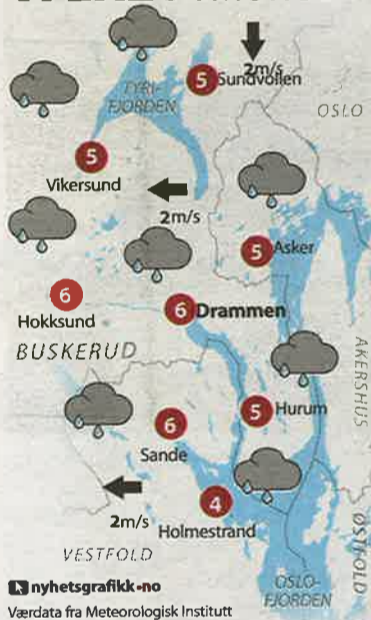 2m/s
5 Sundvollen
TYRI-
FJORDEN
OSLO
5
Vikersund
2m/s
5 Asker
6
Hokksund
6 Drammen
BUSKERUD
AKERSHUS
6
Sande
5 Hurum
4
Holmestrand
2m/s
VESTFOLD
ØSTFOLD
OSLO-
FJORDEN
nyhetsgrafikk.no
Værdata fra Meteorologisk Institutt